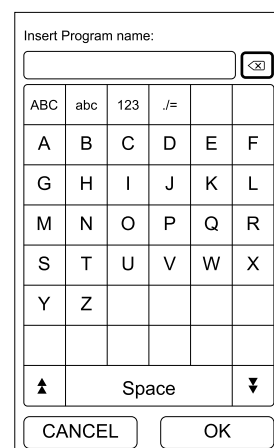 Insert Program name:
ABC abc 123 ./=
A B C D E F
G H I J K L
M N O P Q R
S T U V W X
Y Z
Space
CANCEL OK